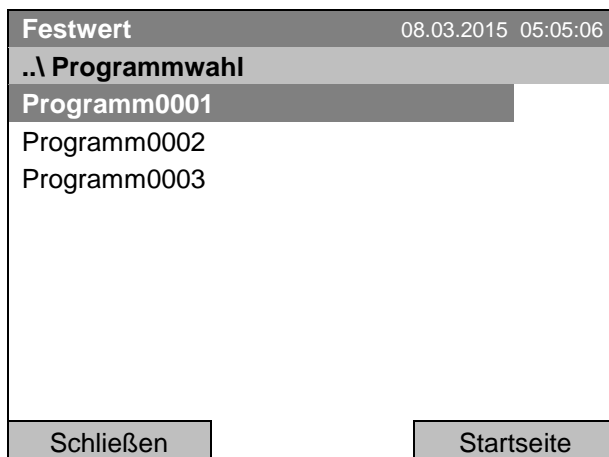 Festwert 08.03.2015 05:05:06
..\ Programmwahl
Programm0001
Programm0002
Programm0003
Schließen Startseite